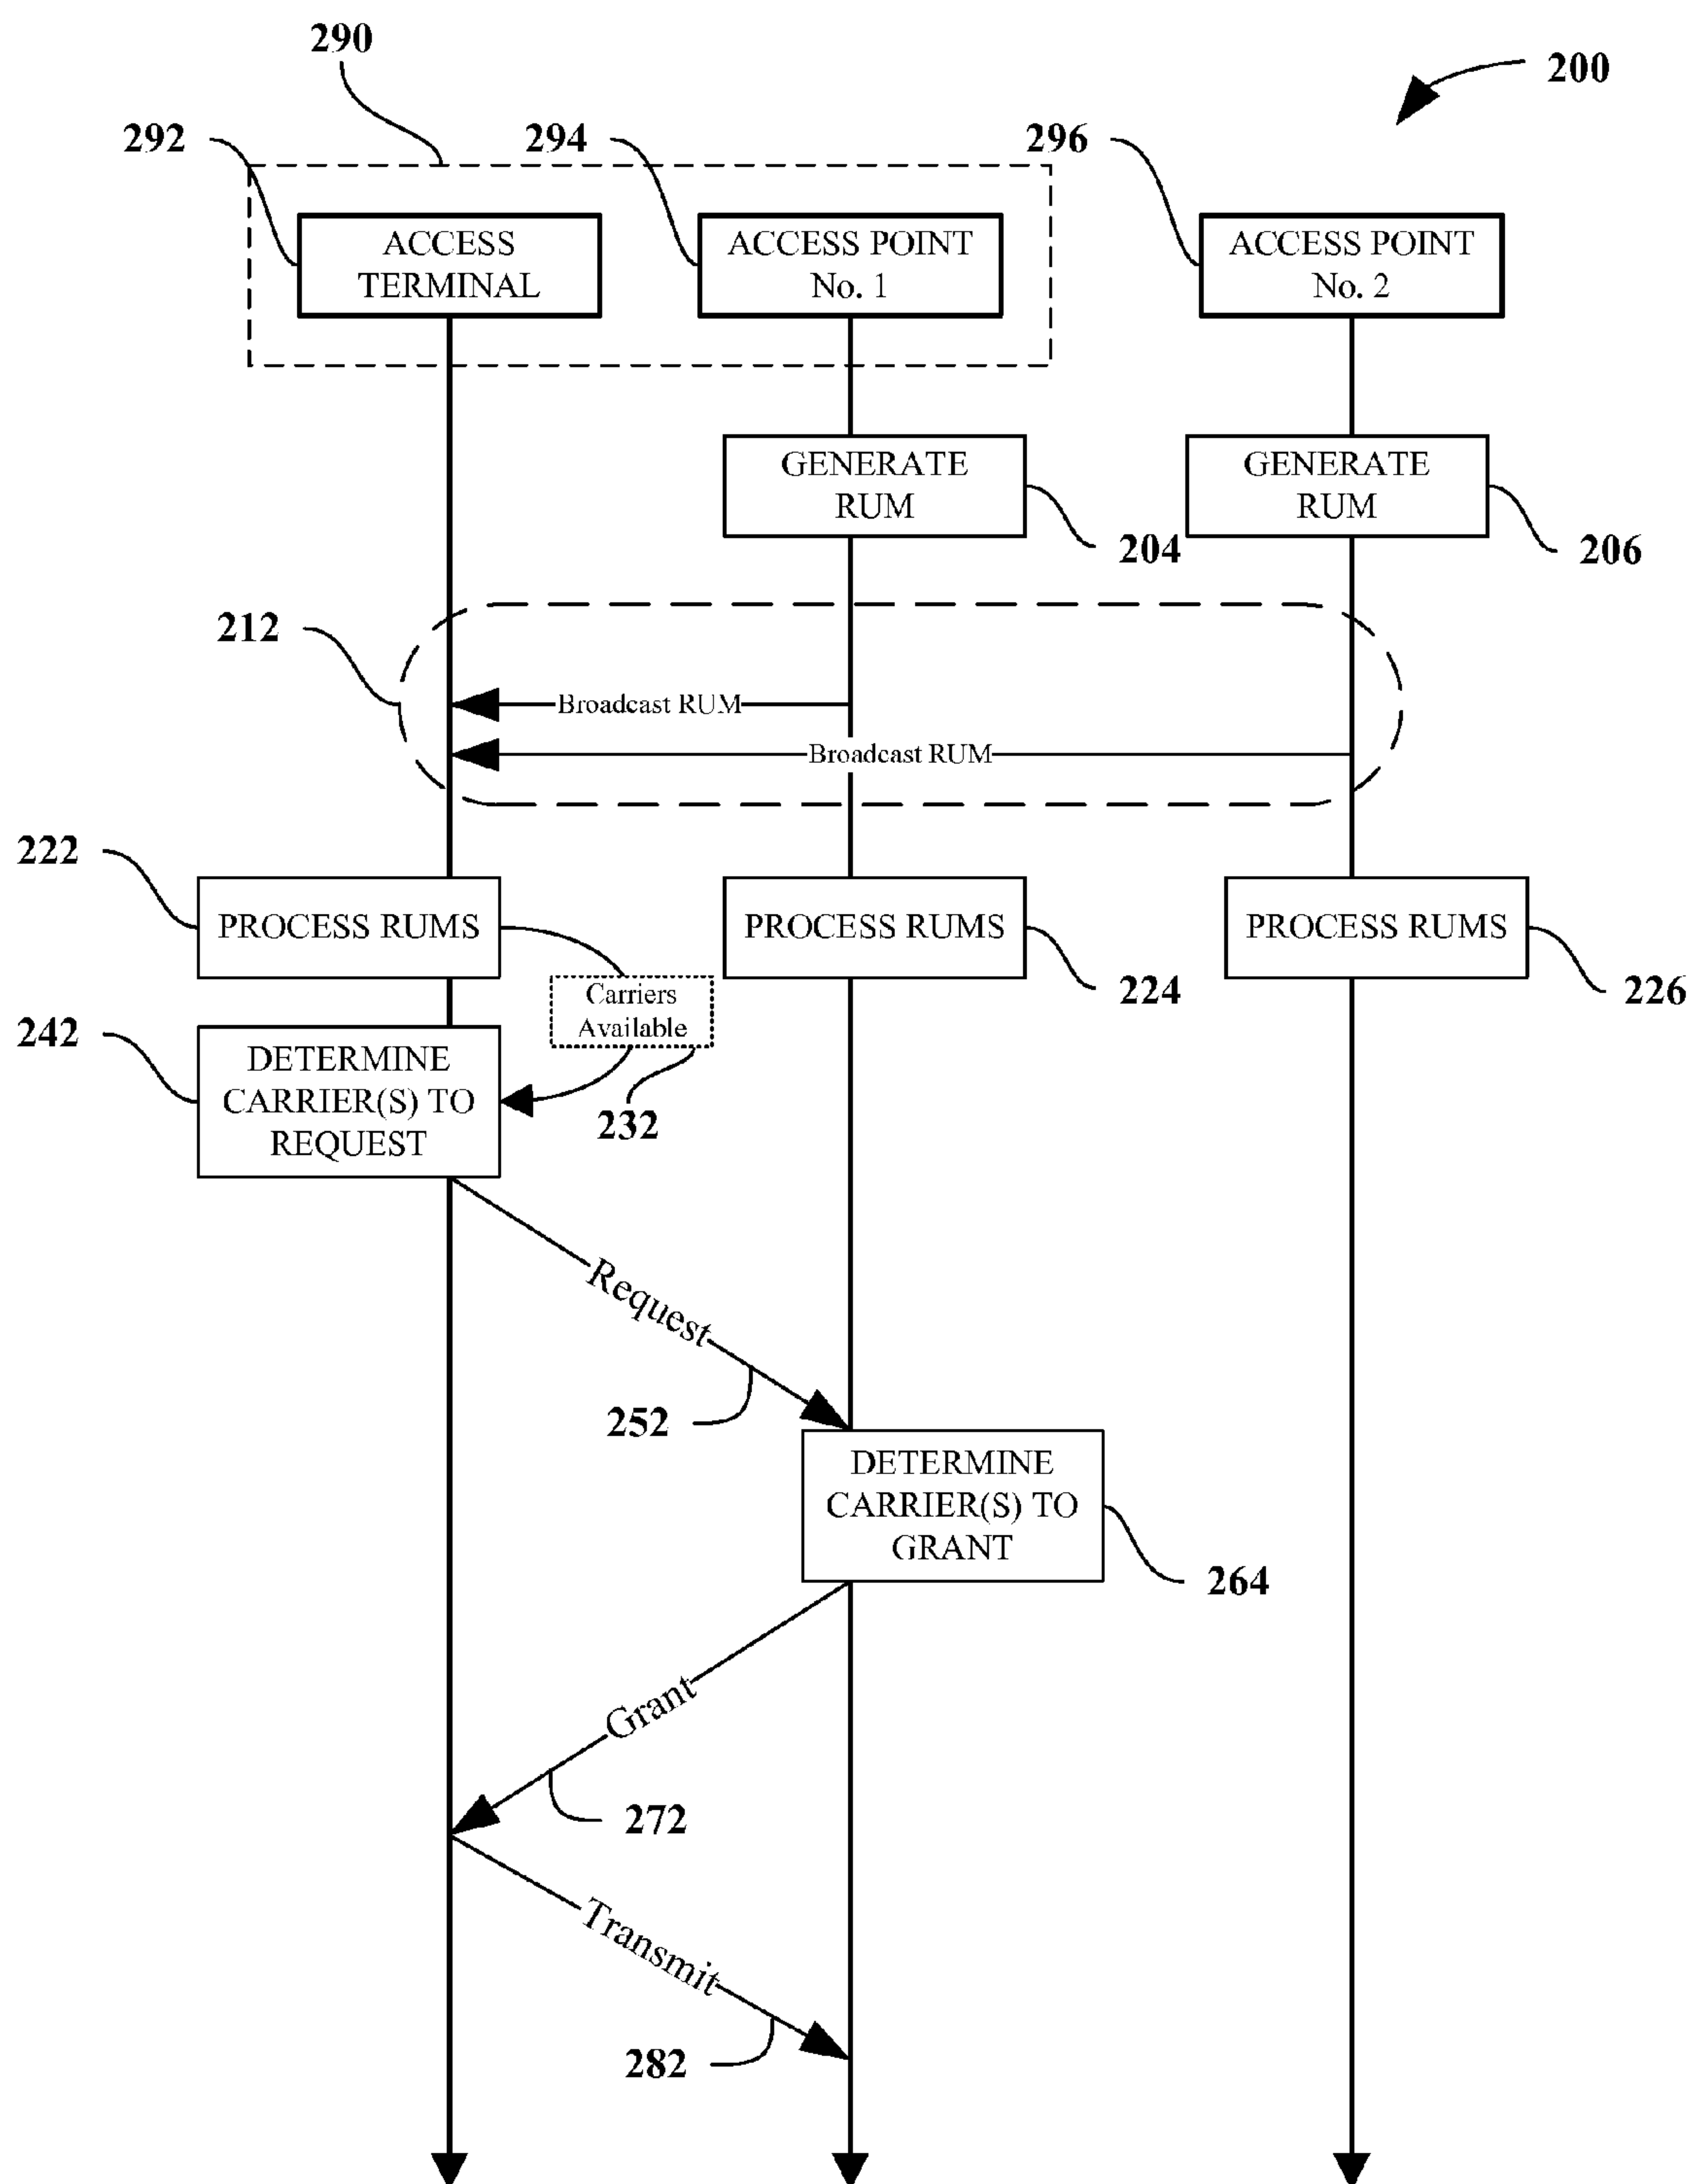 290
200
292
294
296
ACCESS
TERMINAL
ACCESS POINT
No. 1
ACCESS POINT
No. 2
GENERATE
RUM
GENERATE
RUM
204
206
212
Broadcast RUM
Broadcast RUM
222
PROCESS RUMS
PROCESS RUMS
PROCESS RUMS
224
226
Carriers
Available
242
DETERMINE
CARRIER(S) TO
REQUEST
232
Request
252
DETERMINE
CARRIER(S) TO
GRANT
264
Grant
272
Transmit
282